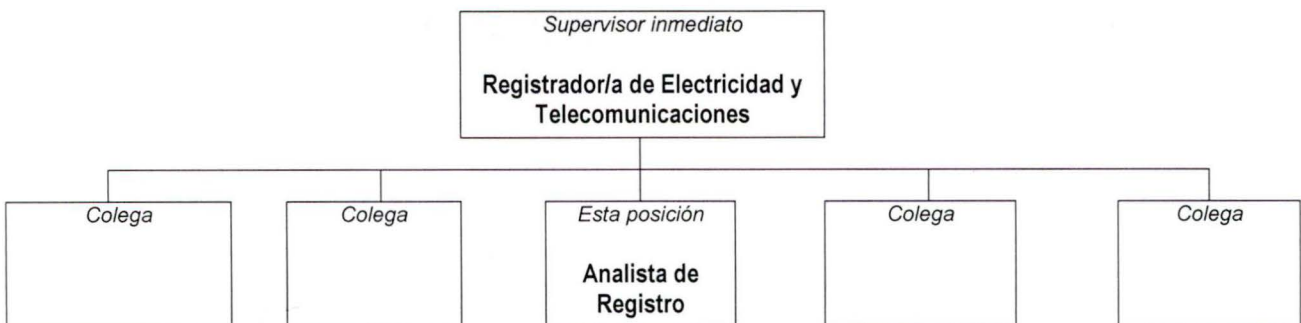 Supervisor inmediato
Registrador/a de Electricidad y
Telecomunicaciones
Colega
Colega
Esta posición
Analista de
Registro
Colega
Colega